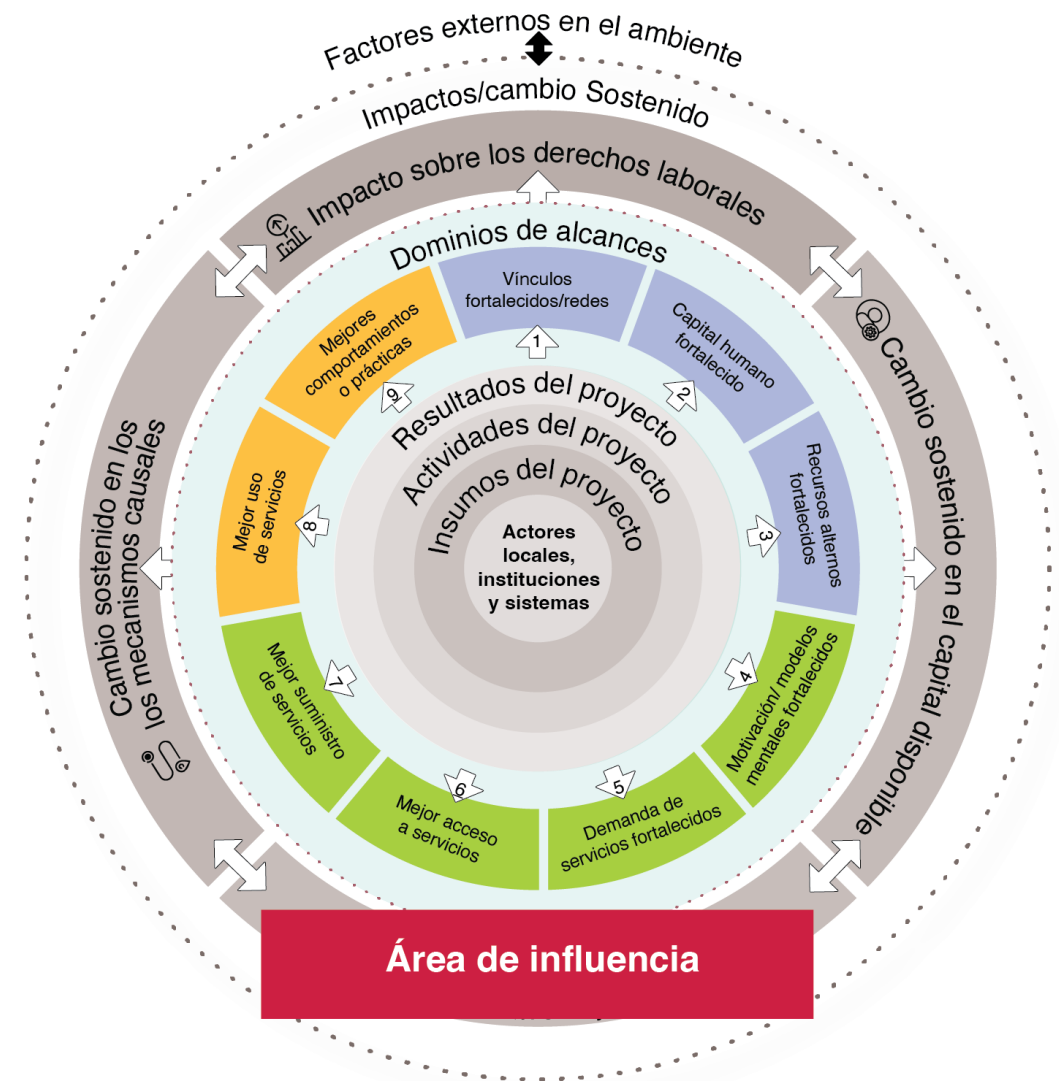 Factores externos en el ambiente
Impactos/cambio Sostenido
Impacto sobre los derechos laborales
Dominios de alcances
Vínculos
fortalecidos/redes
Capital humano
fortalecido
Recursos alternos
fortalecidos
Motivación/ modelos
mentales fortalecidos
Demanda de
servicios fortalecidos
Mejor acceso
a servicios
Mejor suministro
de servicios
Mejor uso
de servicios
Mejores
comportamientos
o prácticas
1
2
3
4
5
6
7
8
9
Resultados del proyecto
Actividades del proyecto
Insumos del proyecto
Actores
locales,
instituciones
y sistemas
Cambio sostenido en el capital disponible
Cambio sostenido en los
los mecanismos causales
Área de influencia